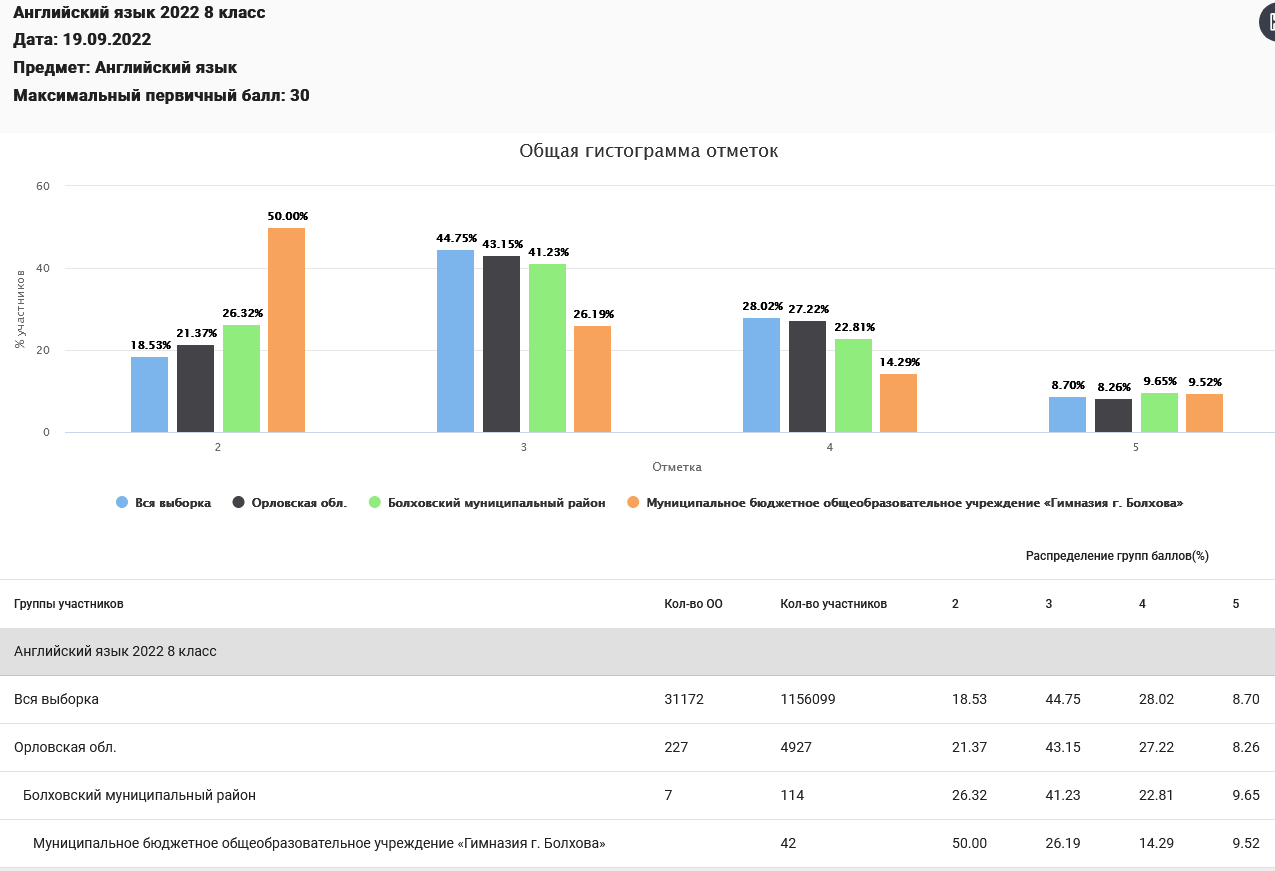 Английский язык 2022 8 класс
Дата: 19.09.2022
Предмет: Английский язык
Максимальный первичный балл: 30
Общая гистограмма отметок
% участников
60
40
20
0
18.53% 21.37% 26.32% 50.00%
44.75% 43.15% 41.23% 26.19%
28.02% 27.22% 22.81% 14.29%
8.70% 8.26% 9.65% 9.52%
2 3 4 5
Отметка
Вся выборка Орловская обл. Болховский муниципальный район Муниципальное бюджетное общеобразовательное учреждение «Гимназия г. Болхова»
Распределение групп баллов(%)
Группы участников Кол-во ОО Кол-во участников 2 3 4 5
Английский язык 2022 8 класс
Вся выборка 31172 1156099 18.53 44.75 28.02 8.70
Орловская обл. 227 4927 21.37 43.15 27.22 8.26
Болховский муниципальный район 7 114 26.32 41.23 22.81 9.65
Муниципальное бюджетное общеобразовательное учреждение «Гимназия г. Болхова» 42 50.00 26.19 14.29 9.52